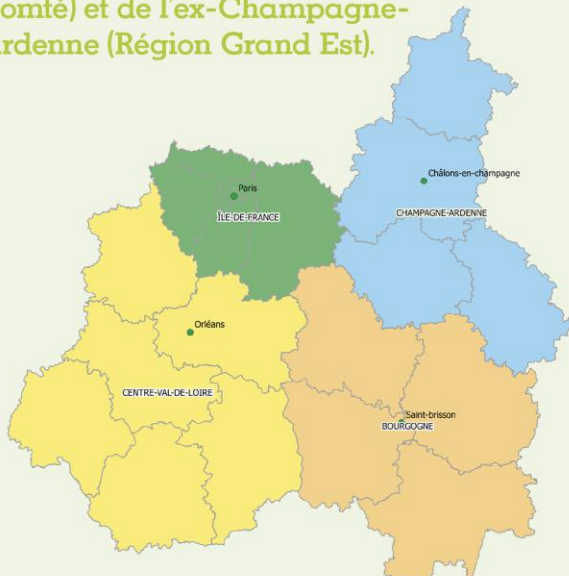 omté) et de l'ex-Champagne-
rdenne (Région Grand Est).
Paris
ÎLE-DE-FRANCE
Châlons-en-champagne
CHAMPAGNE-ARDENNE
Orléans
CENTRE-VAL-DE-LOIRE
Saint-brisson
BOURGOGNE